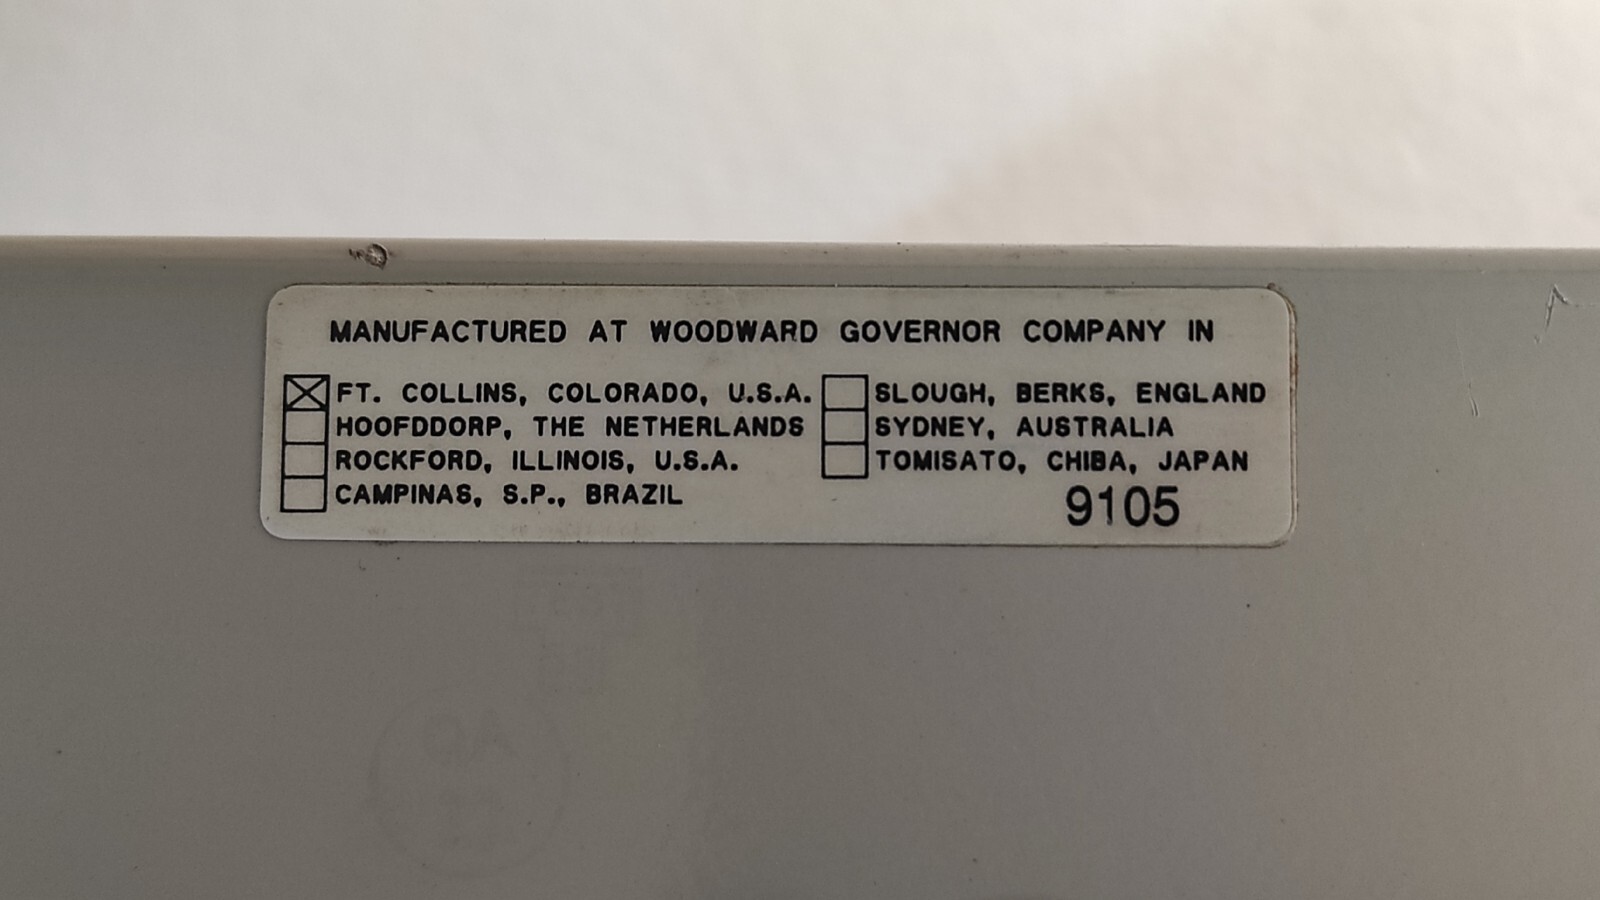 MANUFACTURED AT WOODWARD GOVERNOR COMPANY IN
FT. COLLINS, COLORADO, U.S.A.
HOOFDDORP, THE NETHERLANDS
ROCKFORD, ILLINOIS, U.S.A.
CAMPINAS, S.P., BRAZIL
SLOUGH, BERKS, ENGLAND
SYDNEY, AUSTRALIA
TOMISATO, CHIBA, JAPAN
9105